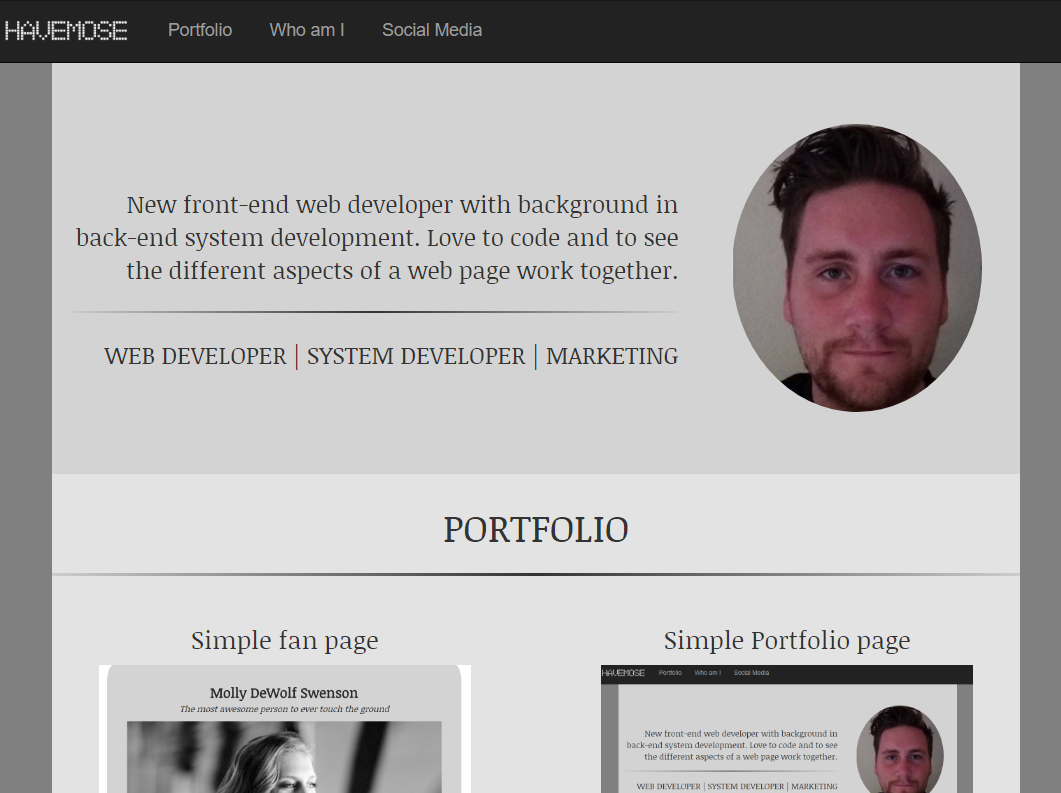 HAVEMOSE Portfolio Who am I Social Media
New front-end web developer with background in
back-end system development. Love to code and to see
the different aspects of a web page work together.
WEB DEVELOPER | SYSTEM DEVELOPER | MARKETING
PORTFOLIO
Simple fan page
Simple Portfolio page
Molly DeWolf Swenson
The most awesome person to ever touch the ground
HAVEMOSE Portfolio Who am I Social Media
New front-end web developer with background in
back-end system development. Love to code and to see
the different aspects of a web page work together.
WEB DEVELOPER | SYSTEM DEVELOPER | MARKETING